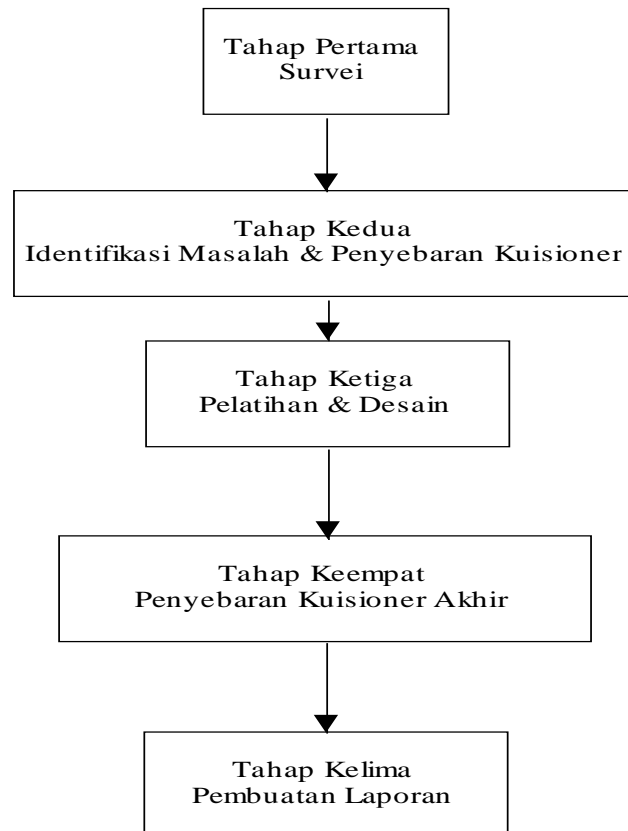 Tahap Pertama
Survei
Tahap Kedua
Identifikasi Masalah & Penyebaran Kuisioner
Tahap Ketiga
Pelatihan & Desain
Tahap Keempat
Penyebaran Kuisioner Akhir
Tahap Kelima
Pembuatan Laporan